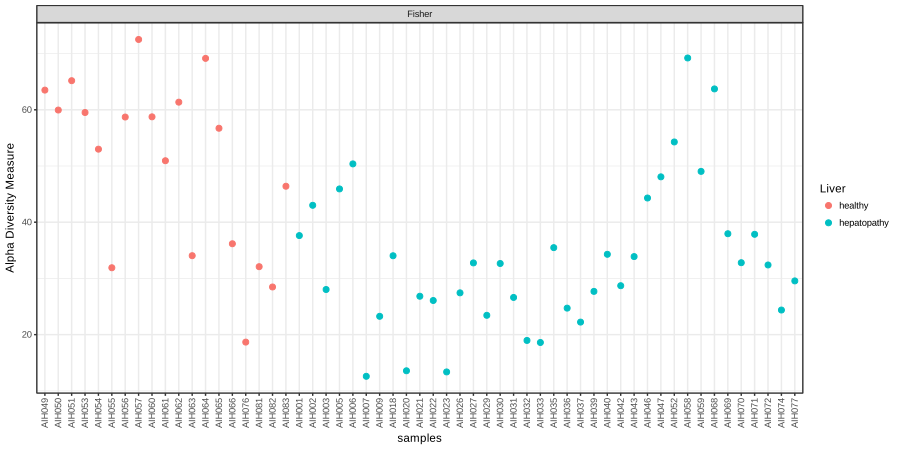 Fisher
Alpha Diversity Measure
60
40
20
AIH049
AIH050
AIH051
AIH053
AIH054
AIH055
AIH056
AIH057
AIH060
AIH061
AIH062
AIH063
AIH064
AIH065
AIH066
AIH076
AIH081
AIH082
AIH083
AIH001
AIH002
AIH003
AIH005
AIH006
AIH007
AIH009
AIH018
AIH020
AIH021
AIH022
AIH023
AIH026
AIH027
AIH029
AIH030
AIH031
AIH032
AIH033
AIH035
AIH036
AIH037
AIH039
AIH040
AIH042
AIH043
AIH046
AIH047
AIH052
AIH058
AIH059
AIH068
AIH069
AIH070
AIH071
AIH072
AIH074
AIH077
samples
Liver
healthy
hepatopathy